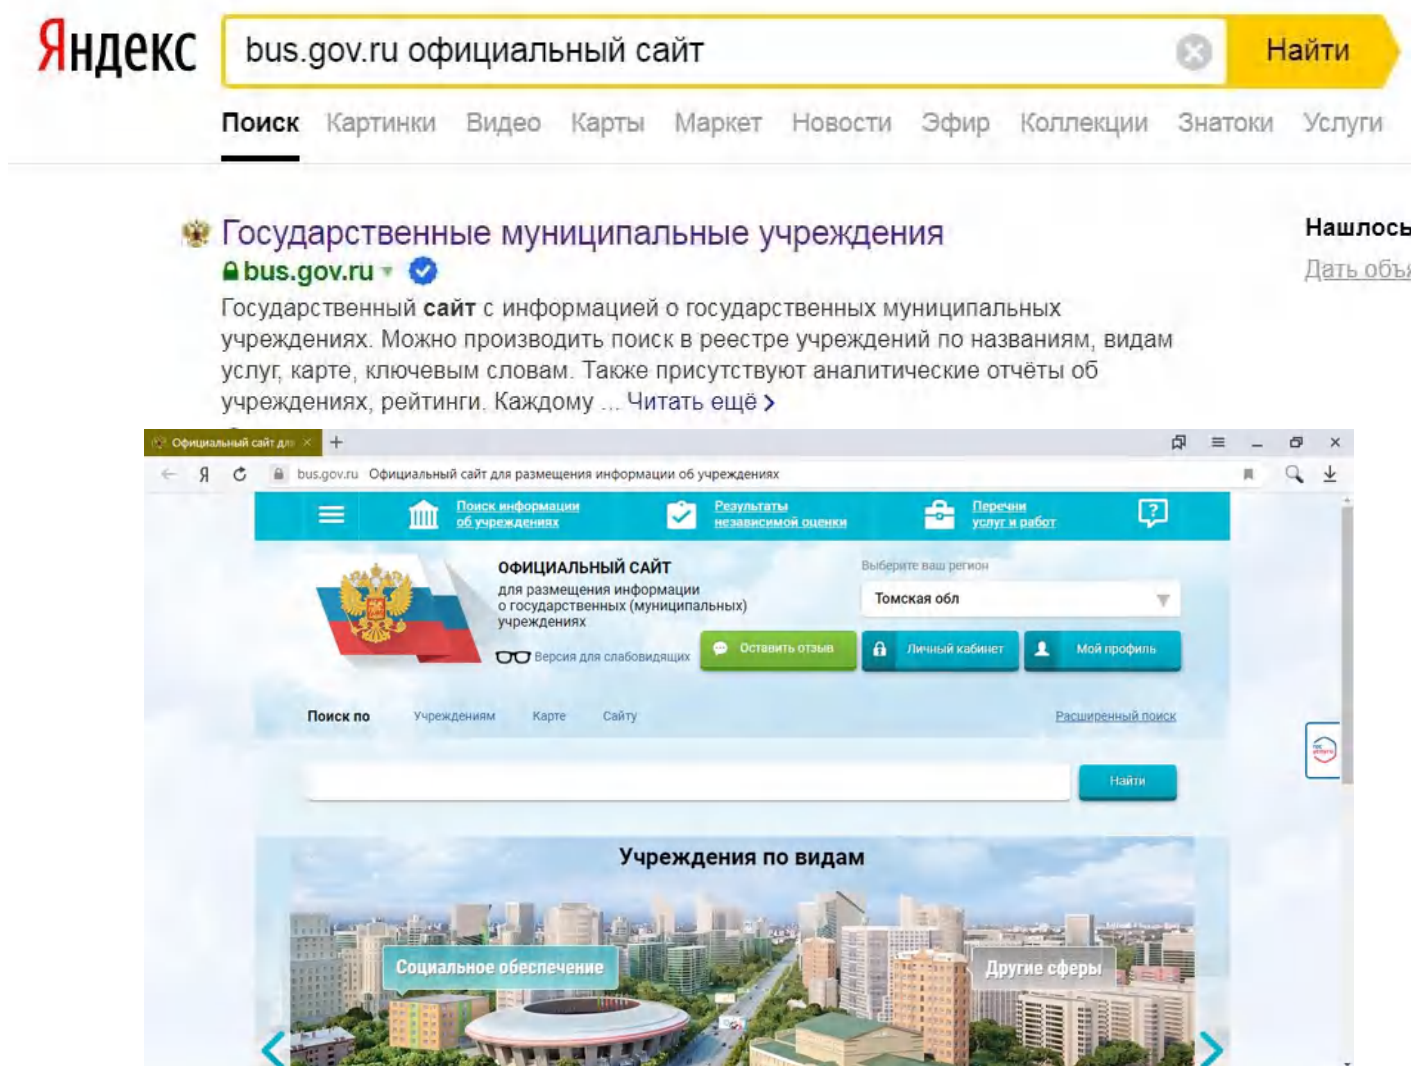 Яндекс
bus.gov.ru официальный сайт
Найти
Поиск Картинки Видео Карты Маркет Новости Эфир Коллекции Знатоки Услуги
Государственные муниципальные учреждения
bus.gov.ru
Государственный сайт с информацией о государственных муниципальных
учреждениях. Можно производить поиск в реестре учреждений по названиям, видам
услуг, карте, ключевым словам. Также присутствуют аналитические отчёты об
учреждениях, рейтинги. Каждому ... Читать ещё >
Нашлось
Дать объя
Официальный сайт для
Я bus.gov.ru Официальный сайт для размещения информации об учреждениях
Поиск информации
об учреждениях
Результаты
независимой оценки
Перечни
услуг и работ
ОФИЦИАЛЬНЫЙ САЙТ
для размещения информации
о государственных (муниципальных)
учреждениях
Версия для слабовидящих
Выберите ваш регион
Томская обл
Оставить отзыв
Личный кабинет
Мой профиль
Поиск по Учреждениям Карте Сайту
Расширенный поиск
Найти
госуслуги
Учреждения по видам
Социальное обеспечение
Другие сферы